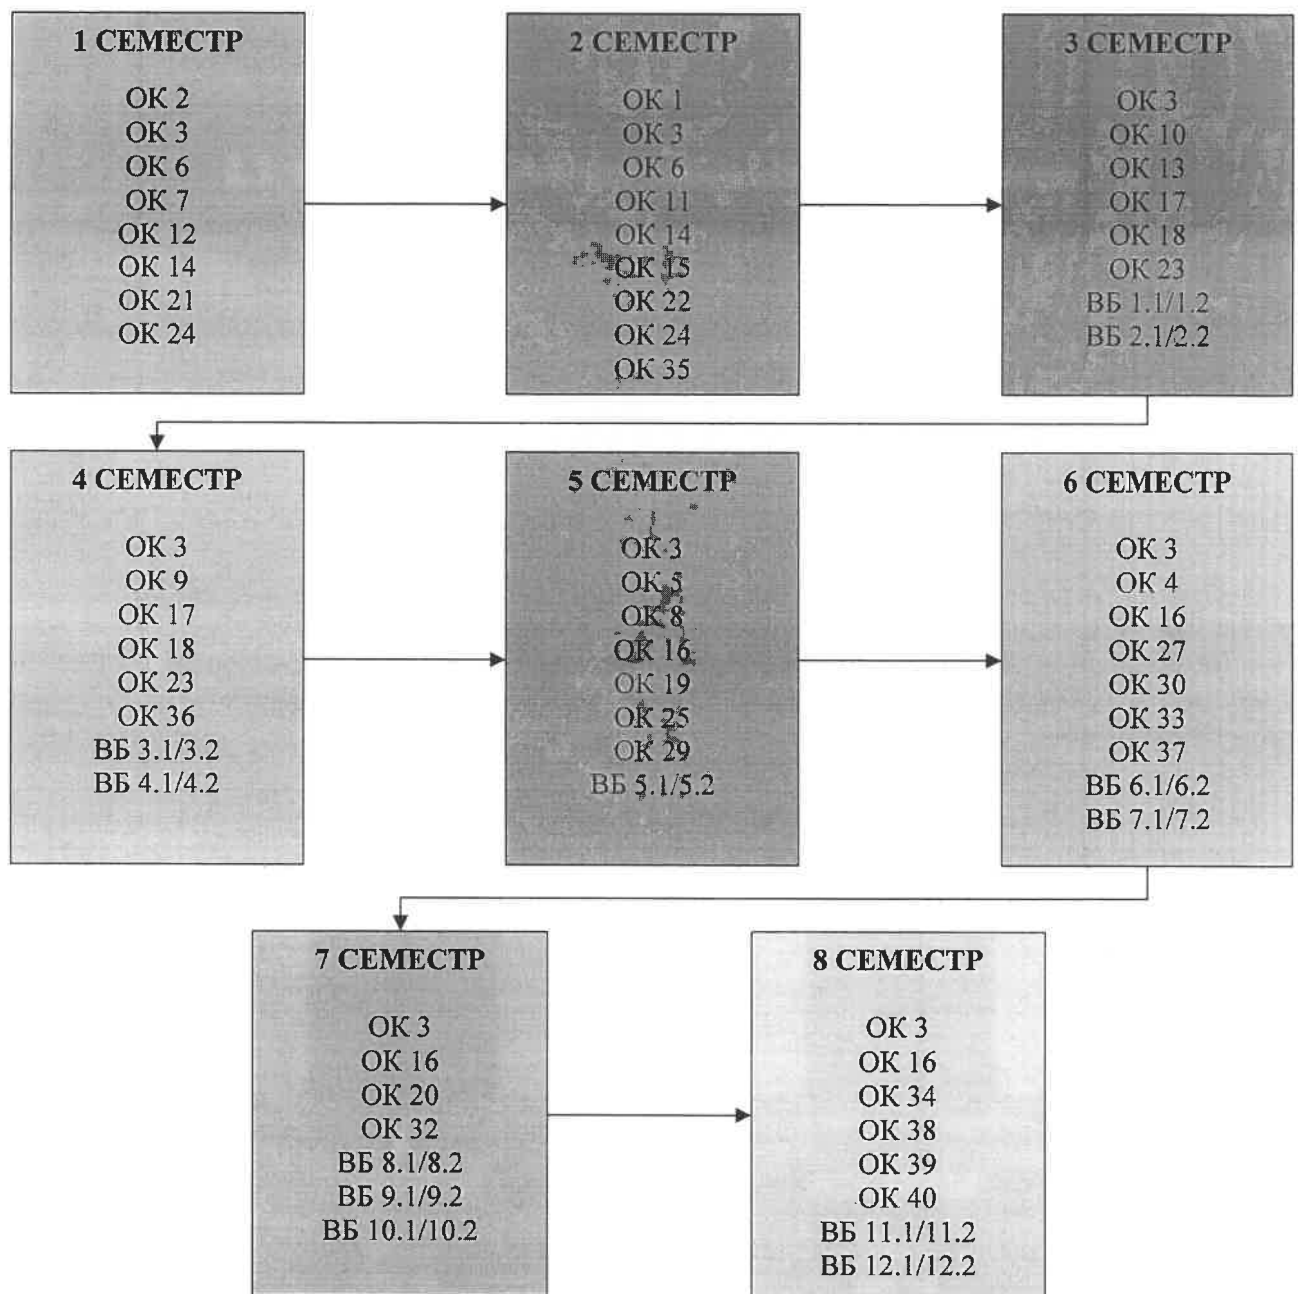 1 СЕМЕСТР
ОК 2
ОК 3
ОК 6
ОК 7
ОК 12
ОК 14
ОК 21
ОК 24
2 СЕМЕСТР
ОК 1
ОК 3
ОК 6
ОК 11
ОК 14
ОК 15
ОК 22
ОК 24
ОК 35
3 СЕМЕСТР
ОК 3
ОК 10
ОК 13
ОК 17
ОК 18
ОК 23
ВБ 1.1/1.2
ВБ 2.1/2.2
4 СЕМЕСТР
ОК 3
ОК 9
ОК 17
ОК 18
ОК 23
ОК 36
ВБ 3.1/3.2
ВБ 4.1/4.2
5 СЕМЕСТР
ОК 3
ОК 5
ОК 8
ОК 16
ОК 19
ОК 25
ОК 29
ВБ 5.1/5.2
6 СЕМЕСТР
ОК 3
ОК 4
ОК 16
ОК 27
ОК 30
ОК 33
ОК 37
ВБ 6.1/6.2
ВБ 7.1/7.2
7 СЕМЕСТР
ОК 3
ОК 16
ОК 20
ОК 32
ВБ 8.1/8.2
ВБ 9.1/9.2
ВБ 10.1/10.2
8 СЕМЕСТР
ОК 3
ОК 16
ОК 34
ОК 38
ОК 39
ОК 40
ВБ 11.1/11.2
ВБ 12.1/12.2